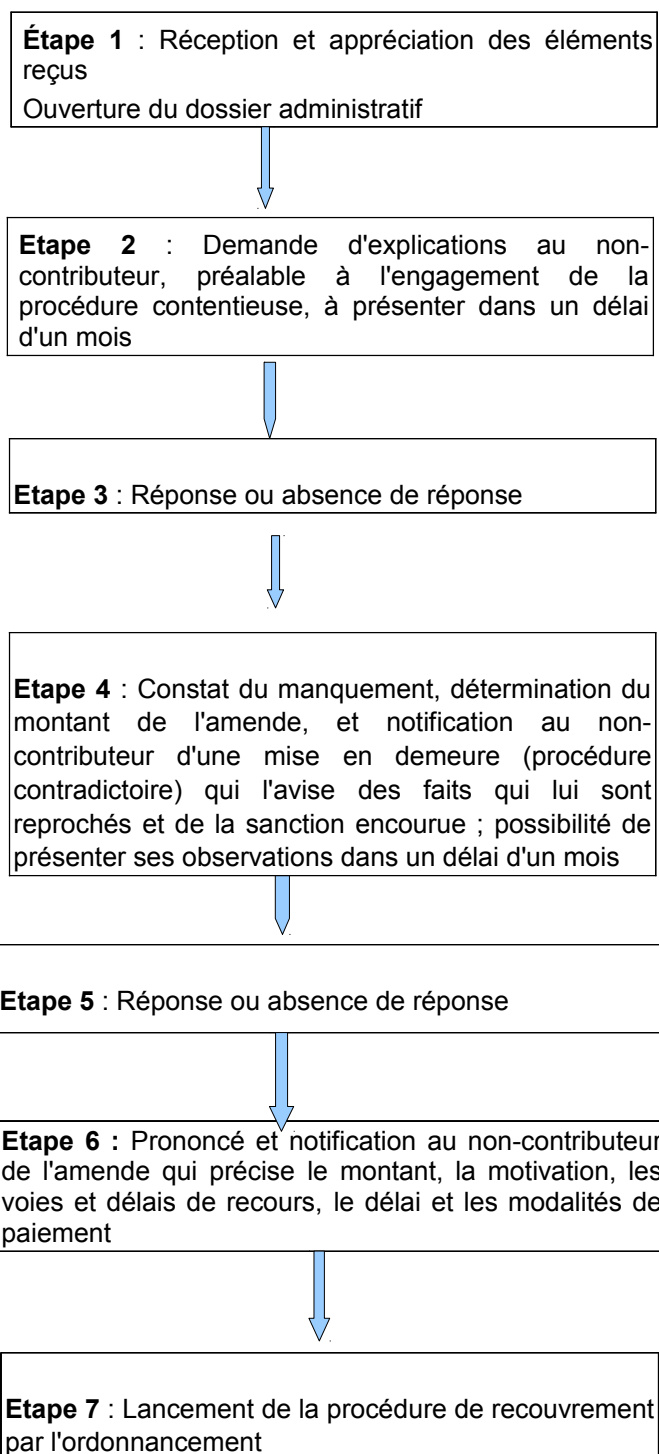 Étape 1 : Réception et appréciation des éléments
reçus
Ouverture du dossier administratif
Etape 2 : Demande d'explications au non-
contributeur, préalable à l'engagement de la
procédure contentieuse, à présenter dans un délai
d'un mois
Etape 3 : Réponse ou absence de réponse
Etape 4 : Constat du manquement, détermination du
montant de l'amende, et notification au non-
contributeur d'une mise en demeure (procédure
contradictoire) qui l'avise des faits qui lui sont
reprochés et de la sanction encourue ; possibilité de
présenter ses observations dans un délai d'un mois
Etape 5 : Réponse ou absence de réponse
Etape 6 : Prononcé et notification au non-contributeur
de l'amende qui précise le montant, la motivation, les
voies et délais de recours, le délai et les modalités de
paiement
Etape 7 : Lancement de la procédure de recouvrement
par l'ordonnancement